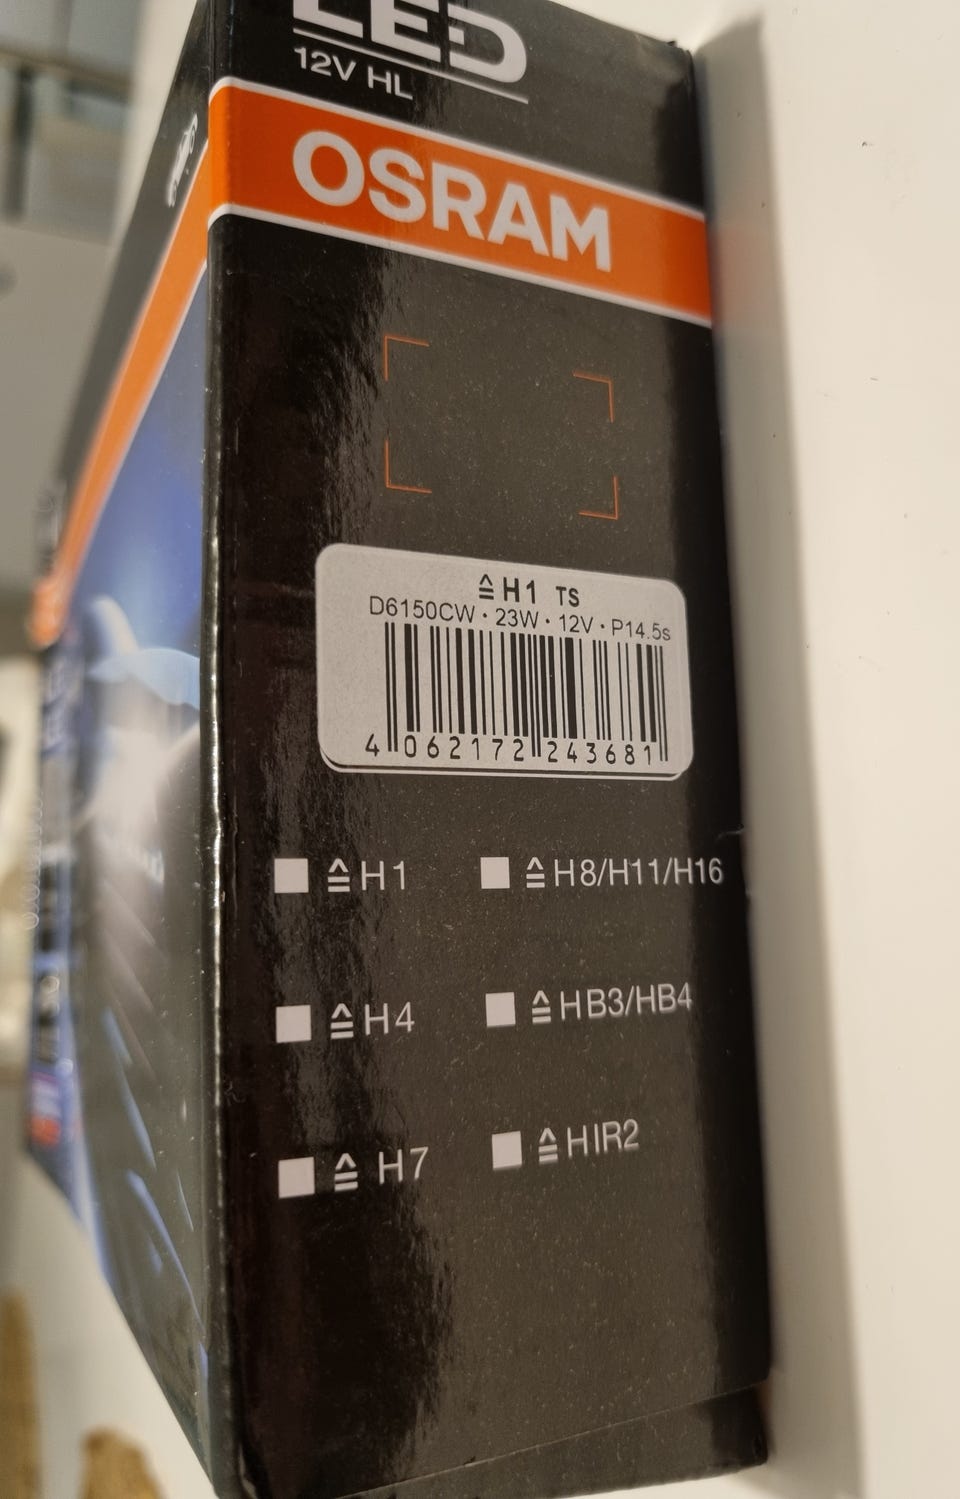 LED
12V HL
OSRAM
≙H1 TS
D6150CW · 23W · 12V · P14.5s
4 062172 243681
≙H1
≙H8/H11/H16
≙H4
≙HB3/HB4
≙H7
≙HIR2